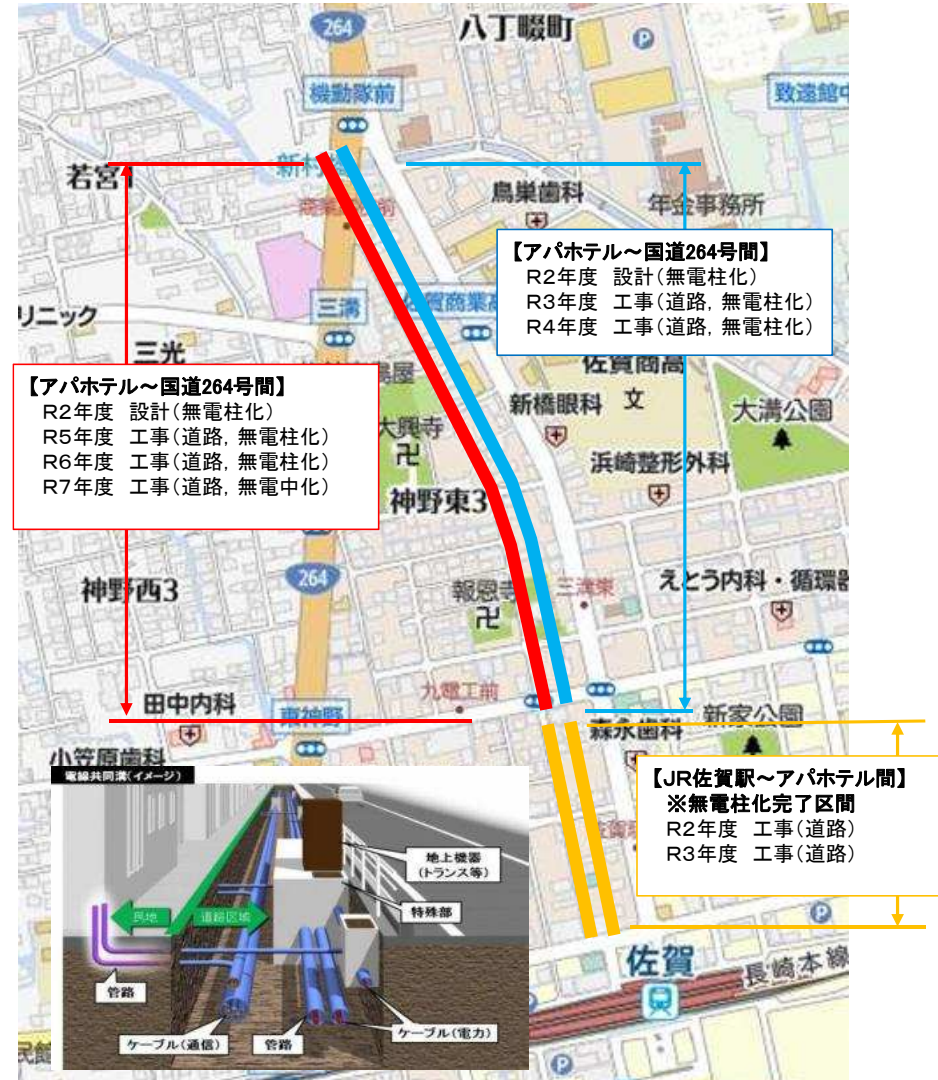 264
八丁畷町
P
機動隊前
致遠館中
若宮1
新村
鳥巣歯科
年金事務所
【アパホテル～国道264号間】
R2年度 設計(無電柱化)
R3年度 工事(道路, 無電柱化)
R4年度 工事(道路, 無電柱化)
三溝
佐賀商業高
リニック
三光
佐賀商高
【アパホテル～国道264号間】
R2年度 設計(無電柱化)
R5年度 工事(道路, 無電柱化)
R6年度 工事(道路, 無電柱化)
R7年度 工事(道路, 無電中化)
新橋眼科
文
大溝公園
大興寺
浜崎整形外科
神野東3
264
神野西3
報恩寺
三溝東
えとう内科・循環器
九電工前
田中内科
東神野
森永歯科
新家公園
小笠原歯科
【JR佐賀駅～アパホテル間】
※無電柱化完了区間
R2年度 工事(道路)
R3年度 工事(道路)
電線共同溝(イメージ)
地上機器
(トランス等)
特殊部
民地
道路区域
管路
ケーブル(通信)
管路
ケーブル(電力)
P
佐賀
長崎本線
P